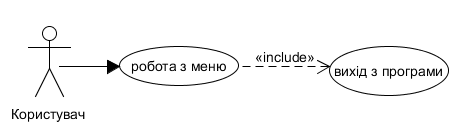 «include»
робота з меню
вихід з програми
Користувач